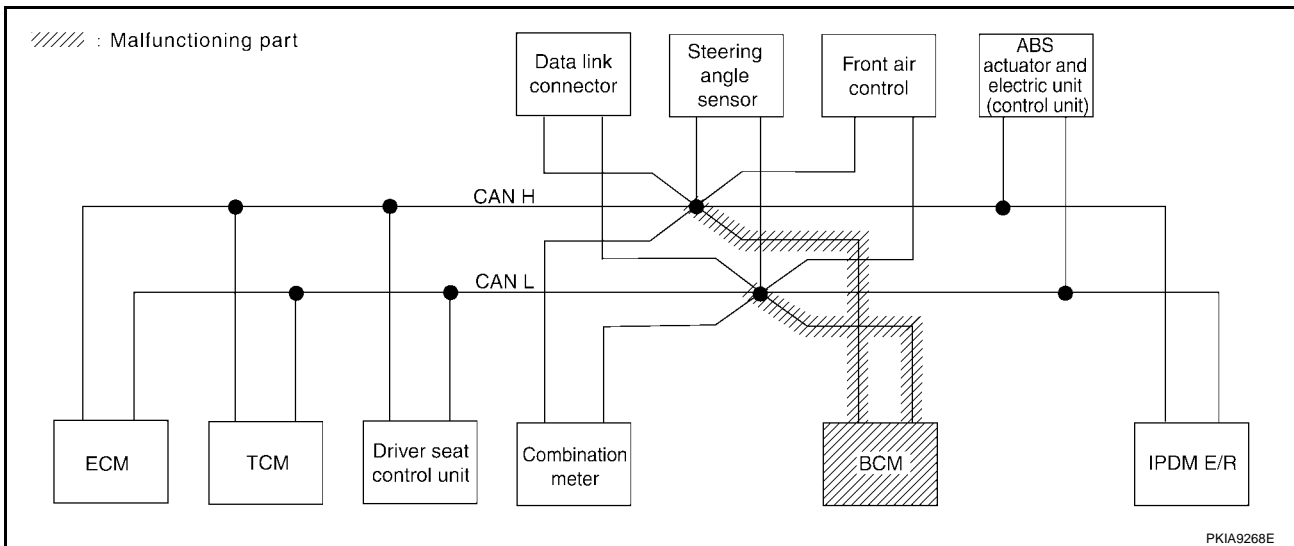 : Malfunctioning part
Data link
connector
Steering
angle
sensor
Front air
control
ABS
actuator and
electric unit
(control unit)
CAN H
CAN L
ECM
TCM
Driver seat
control unit
Combination
meter
BCM
IPDM E/R
PKIA9268E